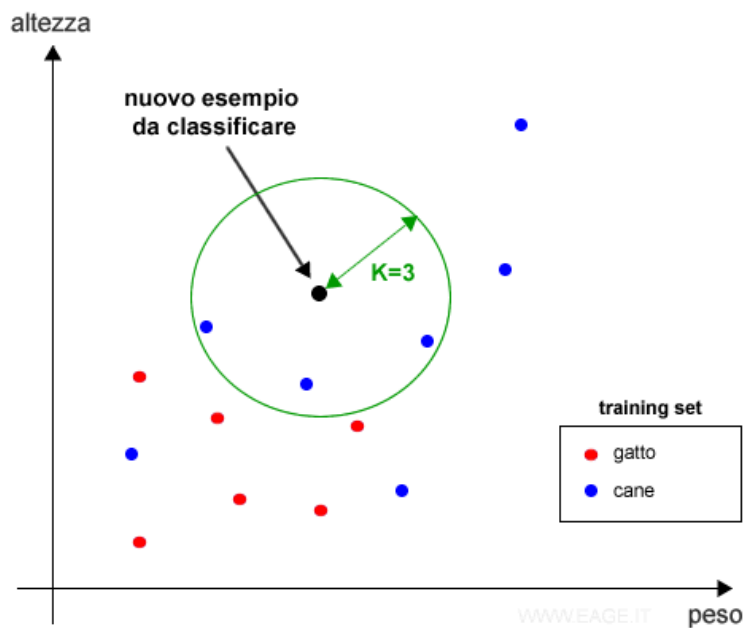 altezza
nuovo esempio
da classificare
K=3
training set
gatto
cane
WWW.EAGE.IT
peso